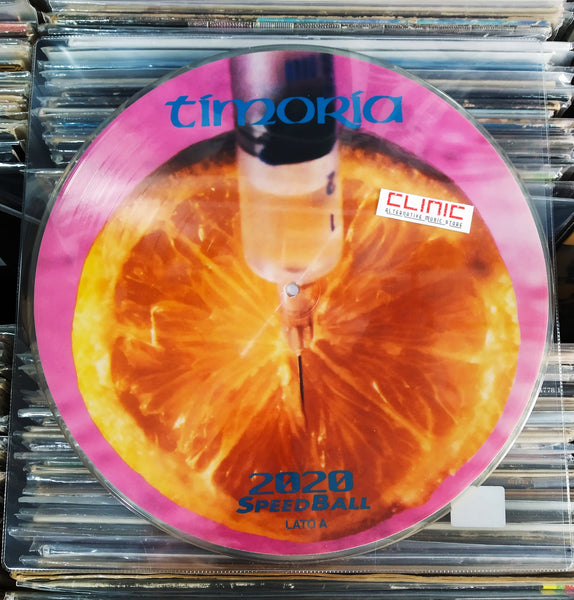 timoria
CLINIC
ALTERNATIVE MUSIC STORE
2020
SPEEDBALL
LATO A